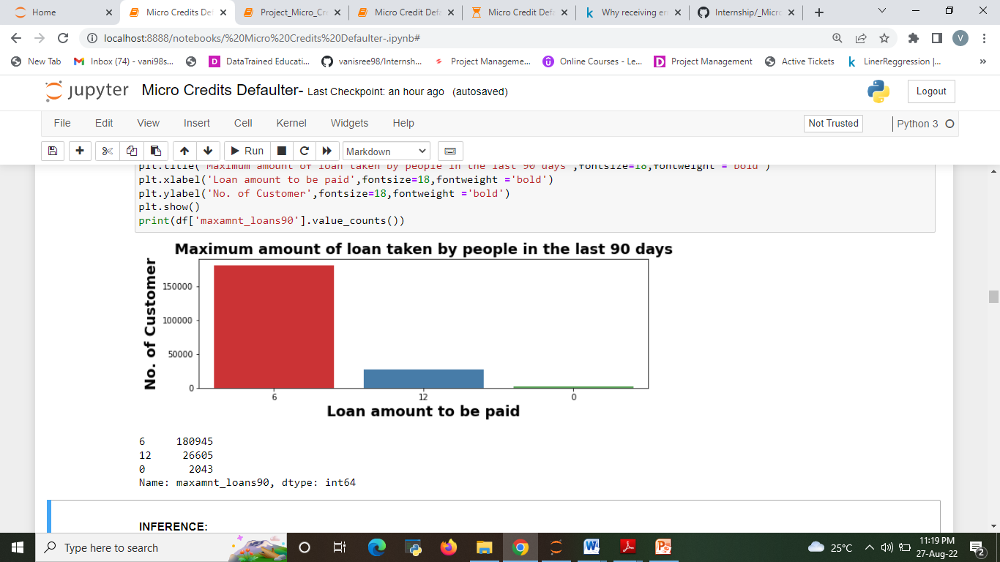 Home
Micro Credits Def
Project_Micro_Cr
Micro Credit Defa
Micro Credit Defa
Why receiving er
Internship/_Micro
localhost:8888/notebooks/%20Micro%20Credits%20Defaulter-.ipynb#
V
New Tab
Inbox (74) - vani98s...
DataTrained Educati...
vanisree98/Internsh...
Project Manageme...
Online Courses - Le...
Project Management
Active Tickets
LinerReggression |...
»
jupyter Micro Credits Defaulter- Last Checkpoint: an hour ago (autosaved)
Logout
File Edit View Insert Cell Kernel Widgets Help
Not Trusted
Python 3
Run
Markdown
plt.title('Maximum amount of loan taken by people in the last 90 days',fontsize=18,fontweight ='bold')
plt.xlabel('Loan amount to be paid',fontsize=18,fontweight ='bold')
plt.ylabel('No. of Customer',fontsize=18,fontweight ='bold')
plt.show()
print(df['maxamnt_loans90'].value_counts())
Maximum amount of loan taken by people in the last 90 days
No. of Customer
150000
100000
50000
0
6 12 0
Loan amount to be paid
6 180945
12 26605
0 2043
Name: maxamnt_loans90, dtype: int64
INFERENCE:
Type here to search
25°C
11:19 PM
27-Aug-22
2